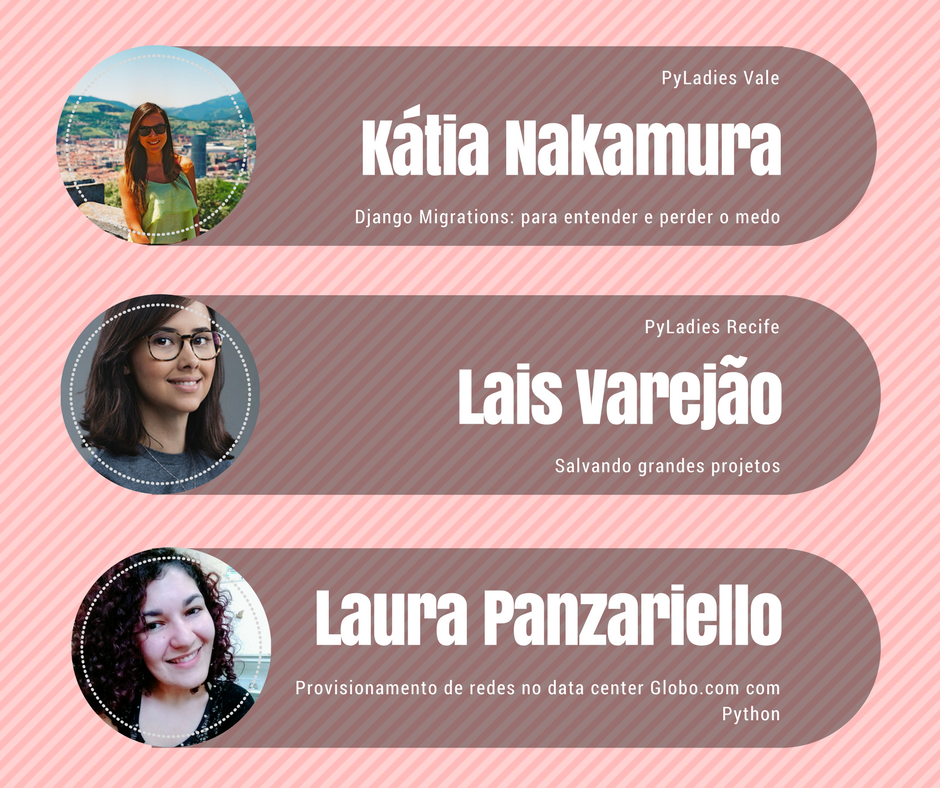 PyLadies Vale
Kátia Nakamura
Django Migrations: para entender e perder o medo
PyLadies Recife
Lais Varejão
Salvando grandes projetos
Laura Panzariello
Provisionamento de redes no data center Globo.com com
Python